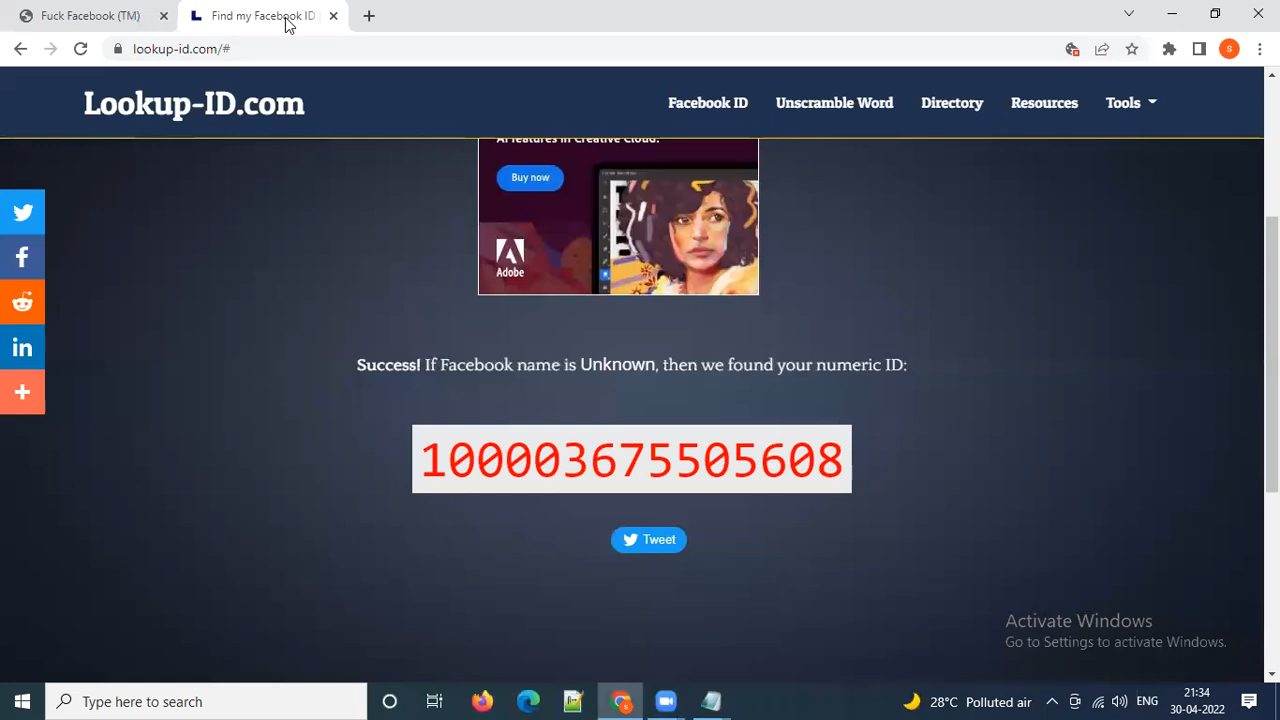 Fuck Facebook (TM)
Find my Facebook ID
lookup-id.com/#
S
Lookup-ID.com
Facebook ID
Unscramble Word
Directory
Resources
Tools
AI features in Creative Cloud.
Buy now
Adobe
Success! If Facebook name is Unknown, then we found your numeric ID:
100003675505608
Tweet
Activate Windows
Go to Settings to activate Windows.
Type here to search
28°C Polluted air
ENG
21:34
30-04-2022